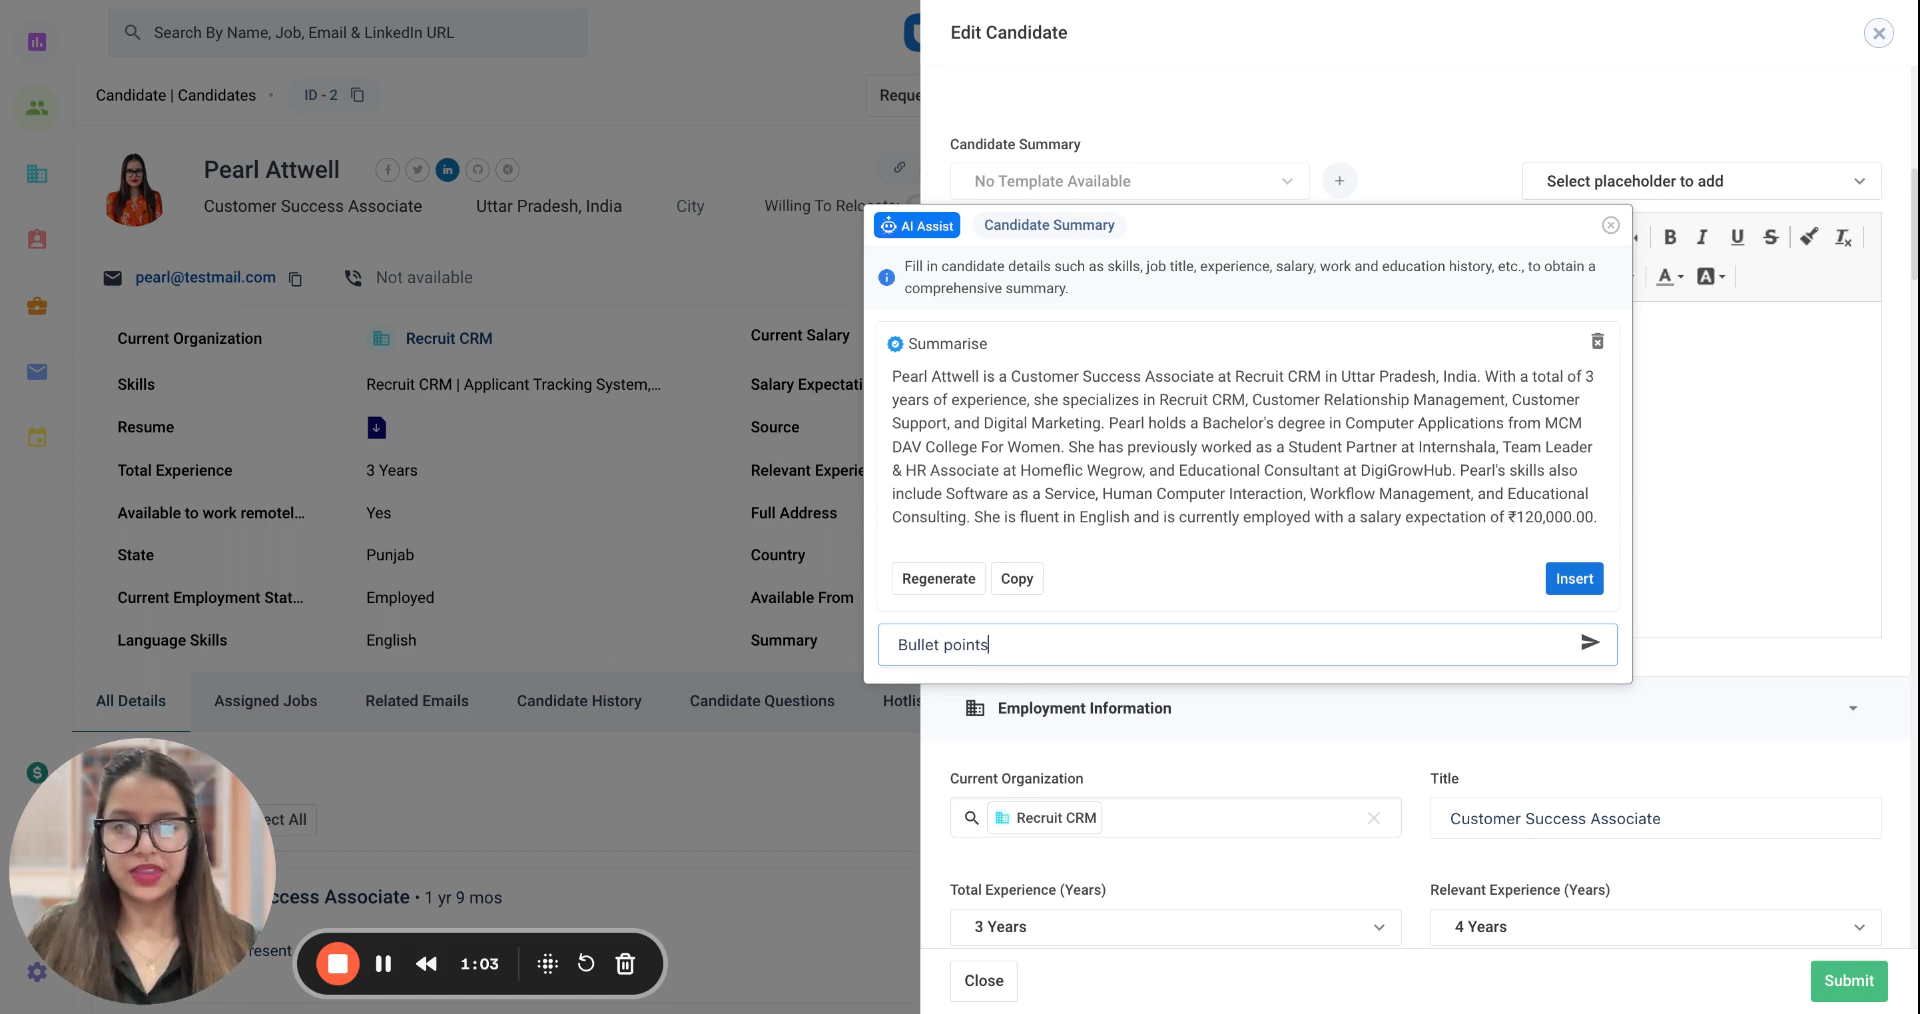 Search By Name, Job, Email & LinkedIn URL
Candidate | Candidates • ID - 2
Reque
Pearl Attwell
Customer Success Associate Uttar Pradesh, India City Willing To Relocate
pearl@testmail.com Not available
Current Organization Recruit CRM Current Salary
Skills Recruit CRM | Applicant Tracking System,... Salary Expectati
Resume Source
Total Experience 3 Years Relevant Experie
Available to work remotel... Yes Full Address
State Punjab Country
Current Employment Stat... Employed Available From
Language Skills English Summary
All Details Assigned Jobs Related Emails Candidate History Candidate Questions Hotlis
ect All
ccess Associate • 1 yr 9 mos
resent
1:03
Edit Candidate
Candidate Summary
No Template Available + Select placeholder to add
AI Assist Candidate Summary
Fill in candidate details such as skills, job title, experience, salary, work and education history, etc., to obtain a
comprehensive summary.
Summarise
Pearl Attwell is a Customer Success Associate at Recruit CRM in Uttar Pradesh, India. With a total of 3
years of experience, she specializes in Recruit CRM, Customer Relationship Management, Customer
Support, and Digital Marketing. Pearl holds a Bachelor's degree in Computer Applications from MCM
DAV College For Women. She has previously worked as a Student Partner at Internshala, Team Leader
& HR Associate at Homeflic Wegrow, and Educational Consultant at DigiGrowHub. Pearl's skills also
include Software as a Service, Human Computer Interaction, Workflow Management, and Educational
Consulting. She is fluent in English and is currently employed with a salary expectation of ₹120,000.00.
Regenerate Copy Insert
Bullet points
B I U S Tx
A A
Employment Information
Current Organization Title
Recruit CRM Customer Success Associate
Total Experience (Years) Relevant Experience (Years)
3 Years 4 Years
Close Submit